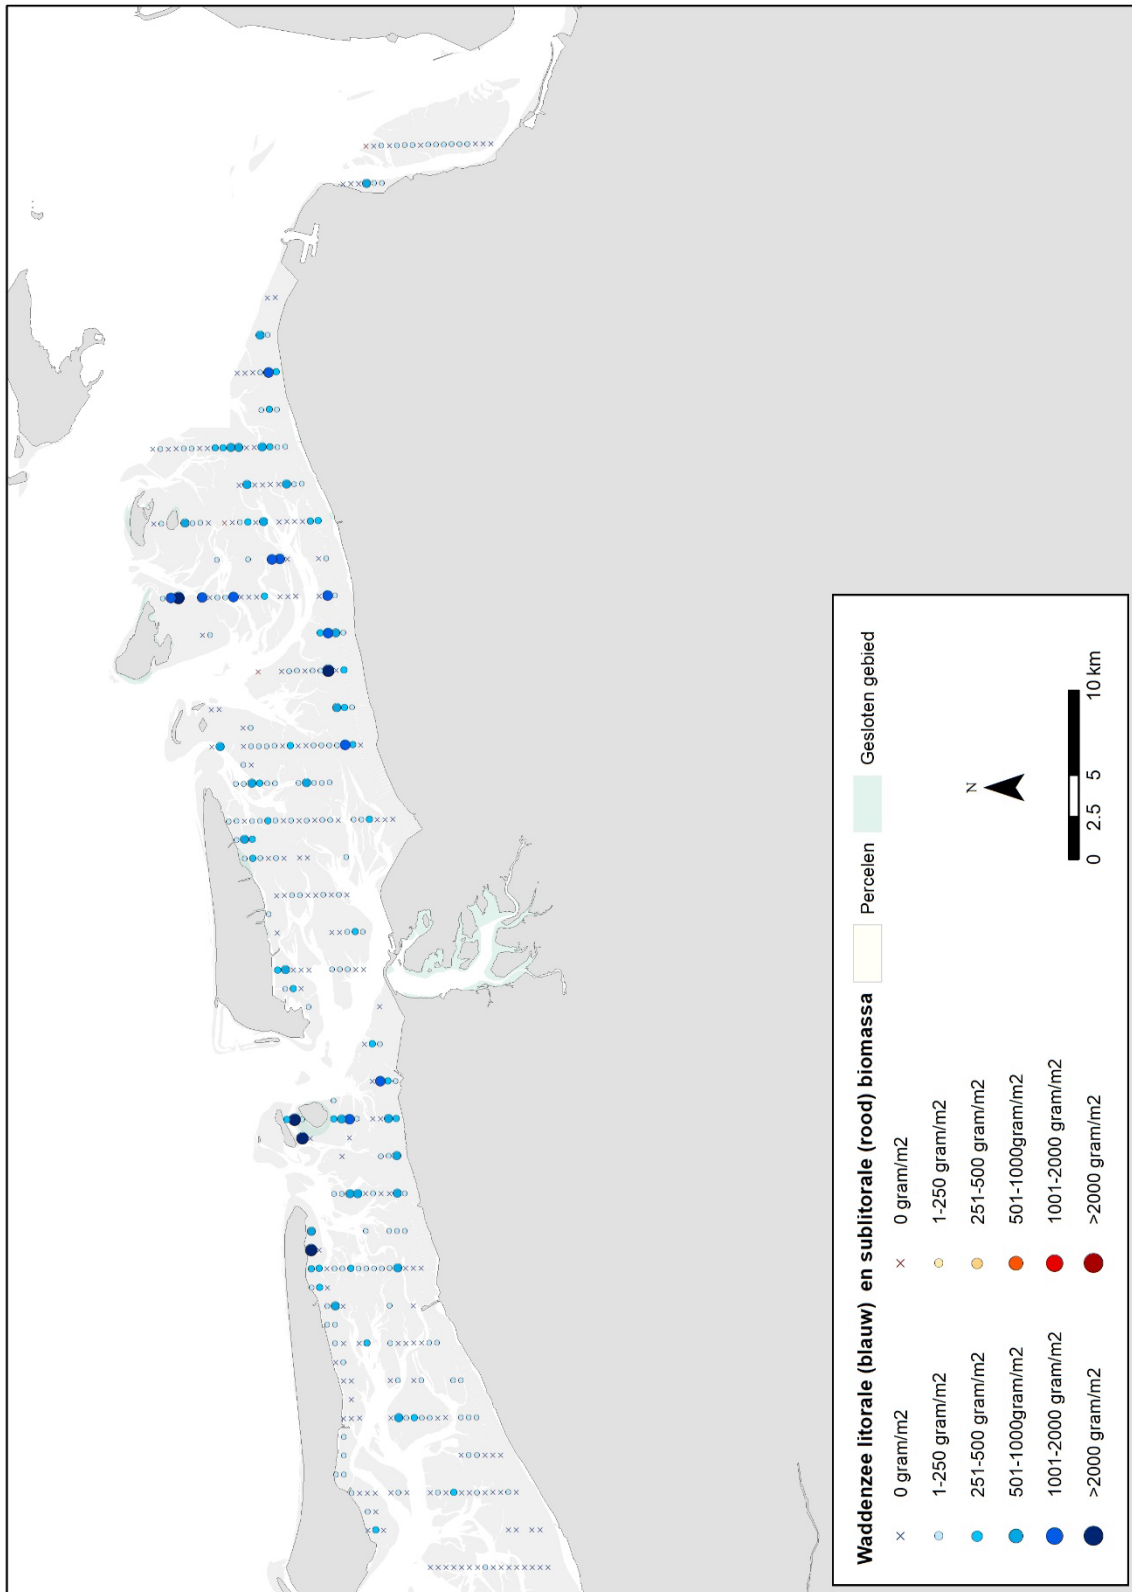 N
0 2.5 5 10 km
Waddenzee litorale (blauw) en sublitorale (rood) biomassa
Percelen Gesloten gebied
0 gram/m2 0 gram/m2
1-250 gram/m2 1-250 gram/m2
251-500 gram/m2 251-500 gram/m2
501-1000gram/m2 501-1000gram/m2
1001-2000 gram/m2 1001-2000 gram/m2
>2000 gram/m2 >2000 gram/m2